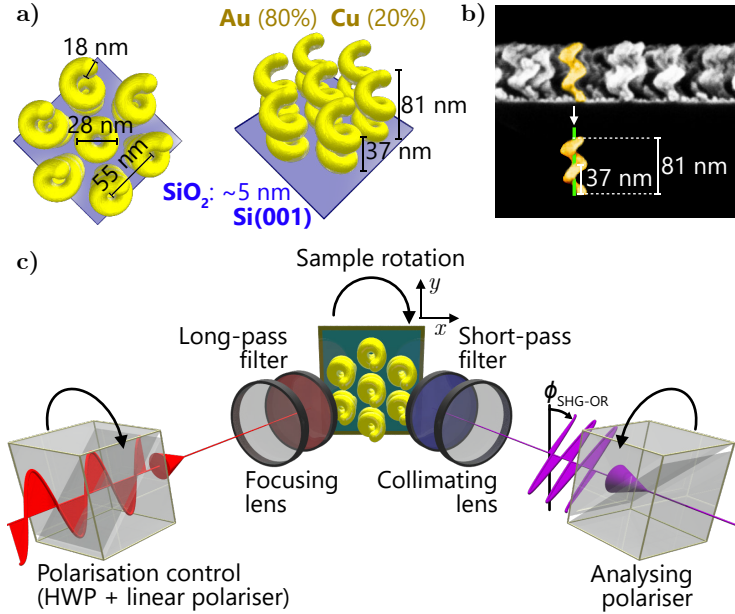 a)
18 nm
28 nm
55 nm
Au (80%) Cu (20%)
81 nm
37 nm
SiO₂: ~5 nm
Si(001)
b)
81 nm
37 nm
c)
Sample rotation
y
x
Long-pass
filter
Short-pass
filter
ϕSHG-OR
Focusing
lens
Collimating
lens
Polarisation control
(HWP + linear polariser)
Analysing
polariser